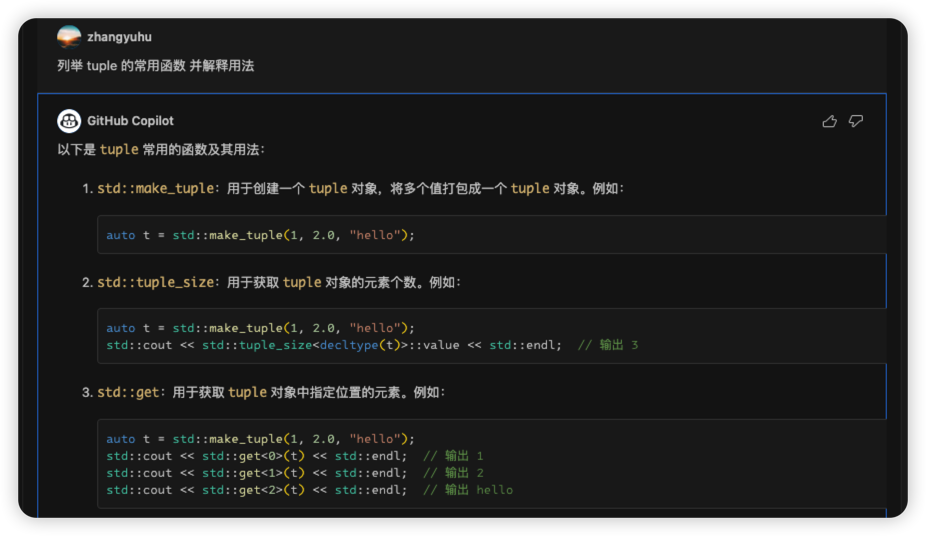 zhangyuhu
列举 tuple 的常用函数 并解释用法
GitHub Copilot
以下是 tuple 常用的函数及其用法：
1. std::make_tuple：用于创建一个 tuple 对象，将多个值打包成一个 tuple 对象。例如：
auto t = std::make_tuple(1, 2.0, "hello");
2. std::tuple_size：用于获取 tuple 对象的元素个数。例如：
auto t = std::make_tuple(1, 2.0, "hello");
std::cout << std::tuple_size<decltype(t)>::value << std::endl;  // 输出 3
3. std::get：用于获取 tuple 对象中指定位置的元素。例如：
auto t = std::make_tuple(1, 2.0, "hello");
std::cout << std::get<0>(t) << std::endl;  // 输出 1
std::cout << std::get<1>(t) << std::endl;  // 输出 2
std::cout << std::get<2>(t) << std::endl;  // 输出 hello